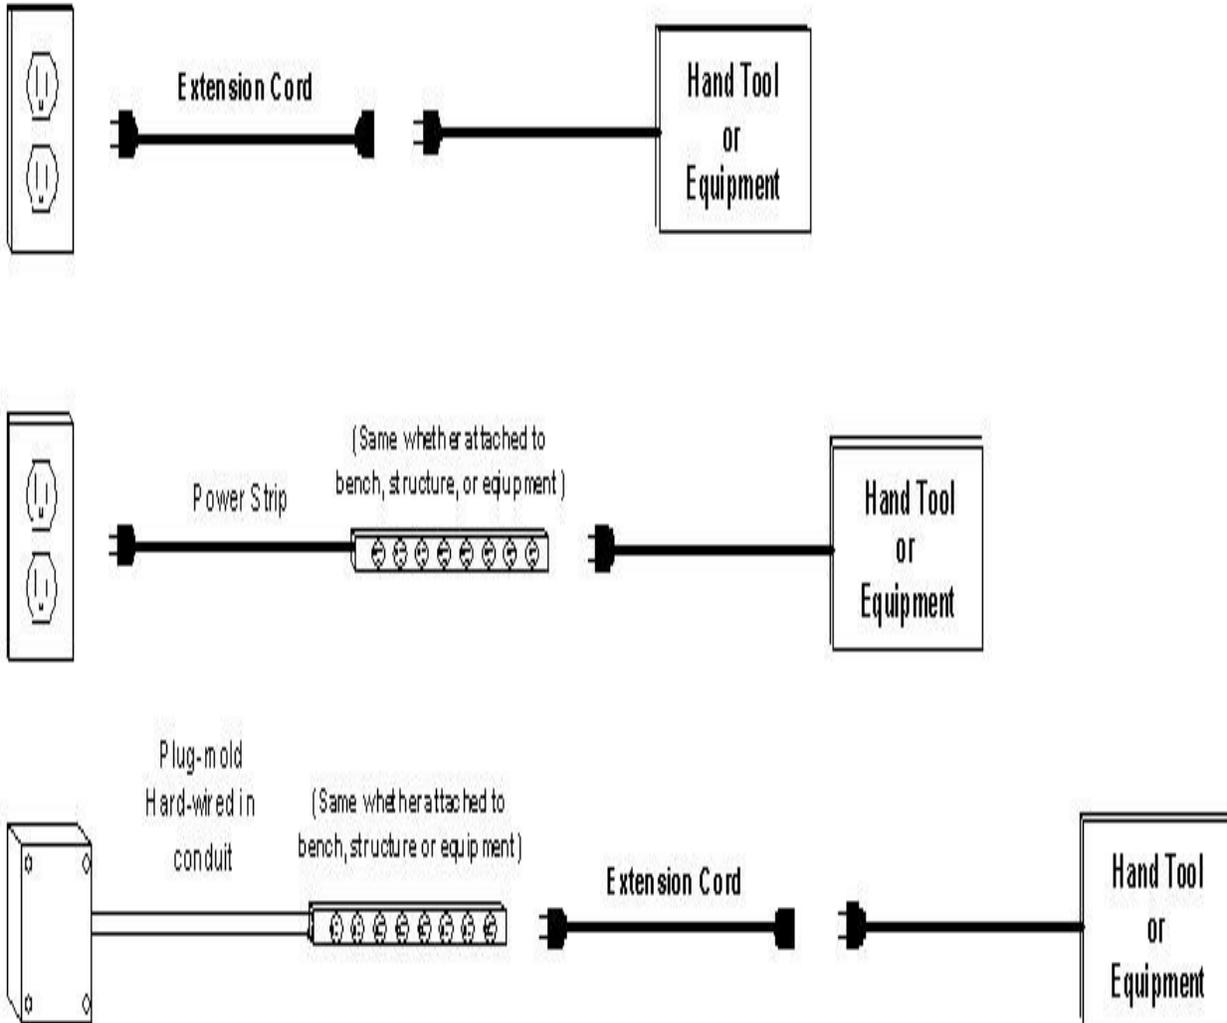 Extension Cord
Hand Tool
or
Equipment
(Same whether attached to
bench, structure, or equipment)
Power Strip
Hand Tool
or
Equipment
Plug-mold
Hard-wired in
conduit
(Same whether attached to
bench, structure or equipment)
Extension Cord
Hand Tool
or
Equipment